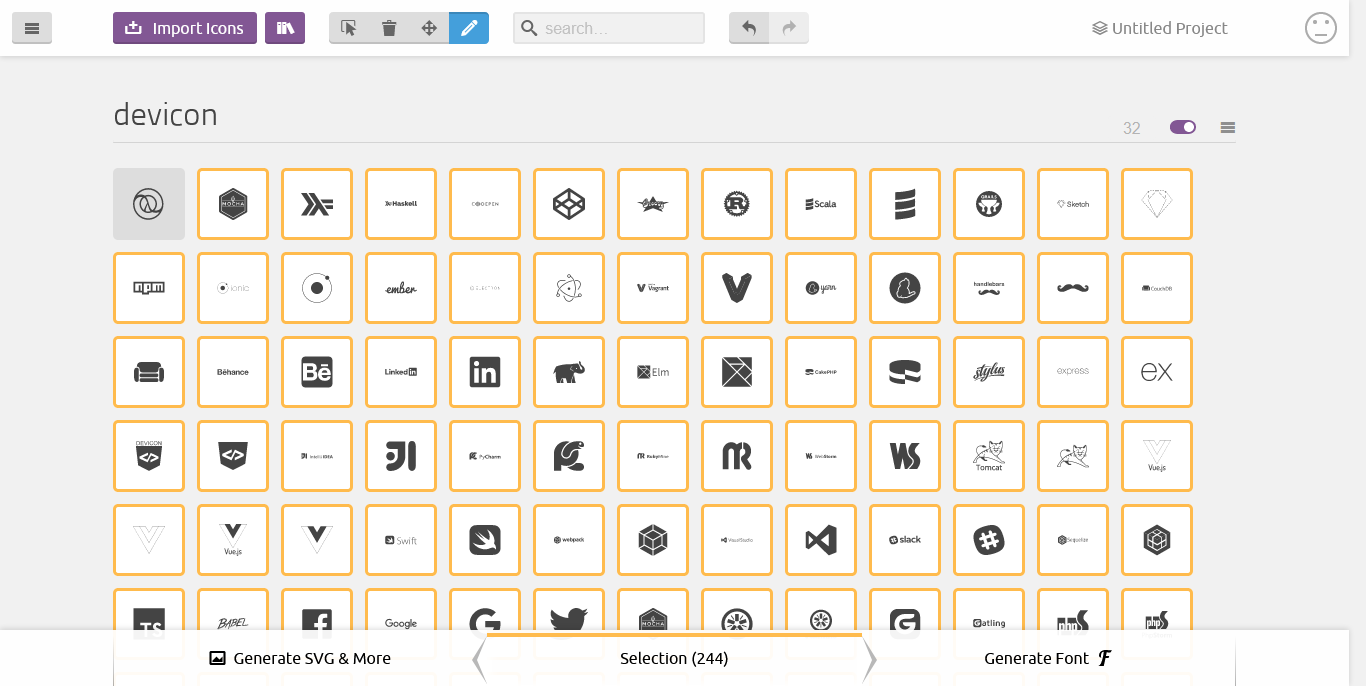 Import Icons
search...
Untitled Project
devicon
32
MOCHA
Haskell
CODEPEN
Scala
GRADS
Sketch
npm
ionic
ember
ELECTRON
Vagrant
yarn
handlebars
CouchDB
Behance
Bē
LinkedIn
in
Elm
CakePHP
stylus
express
ex
DEVICON
IntelliJ IDEA
PyCharm
RubyMine
WebStorm
WS
Tomcat
Vue.js
Vue.js
Swift
webpack
VisualStudio
slack
Sequelize
TS
BABEL
Google
G
MOCHA
Gatling
php
php
Generate SVG & More
Selection (244)
Generate Font